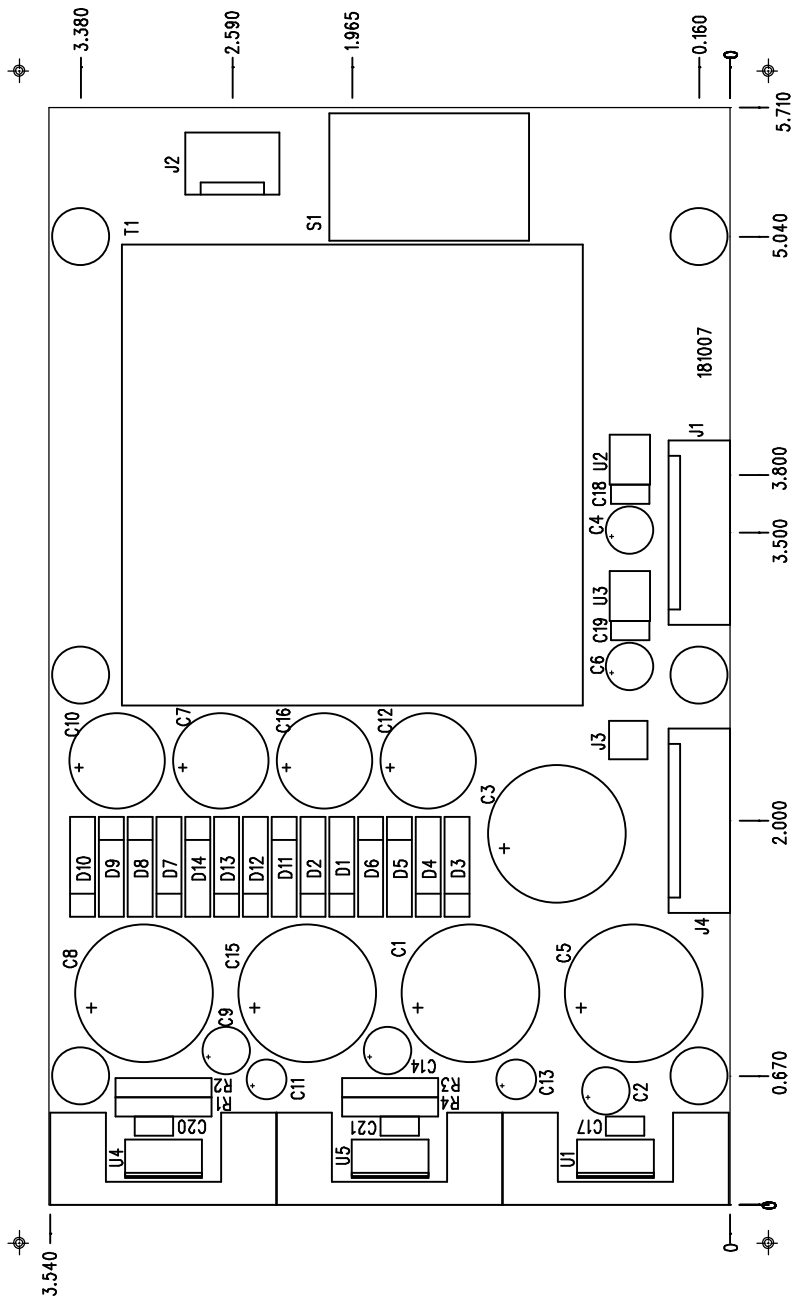 3.380
2.590
1.965
0.160
0
5.710
J2
S1
T1
5.040
181007
J1
U2
C18
3.800
C4
3.500
U3
C19
C6
C10
C7
C16
C12
J3
C3
2.000
D10
D9
D8
D7
D14
D13
D12
D11
D2
D1
D6
D5
D4
D3
J4
C8
C15
C1
C5
C9
C14
C11
C13
C2
0.670
R2
R1
R3
R4
C20
C21
C17
U4
U5
U1
0
0
3.540